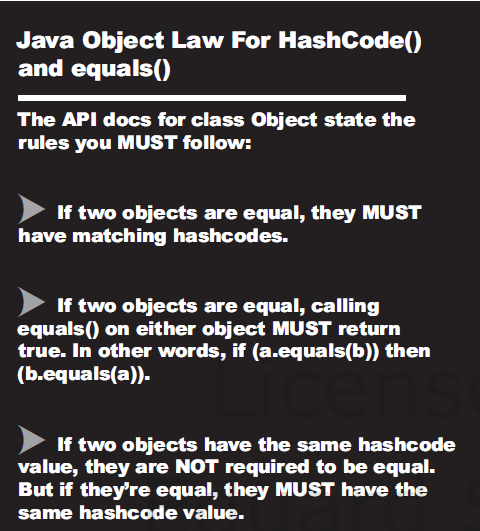 Java Object Law For HashCode()
and equals()
The API docs for class Object state the
rules you MUST follow:
If two objects are equal, they MUST
have matching hashcodes.
If two objects are equal, calling
equals() on either object MUST return
true. In other words, if (a.equals(b)) then
(b.equals(a)).
License
If two objects have the same hashcode
value, they are NOT required to be equal.
But if they’re equal, they MUST have the
same hashcode value.